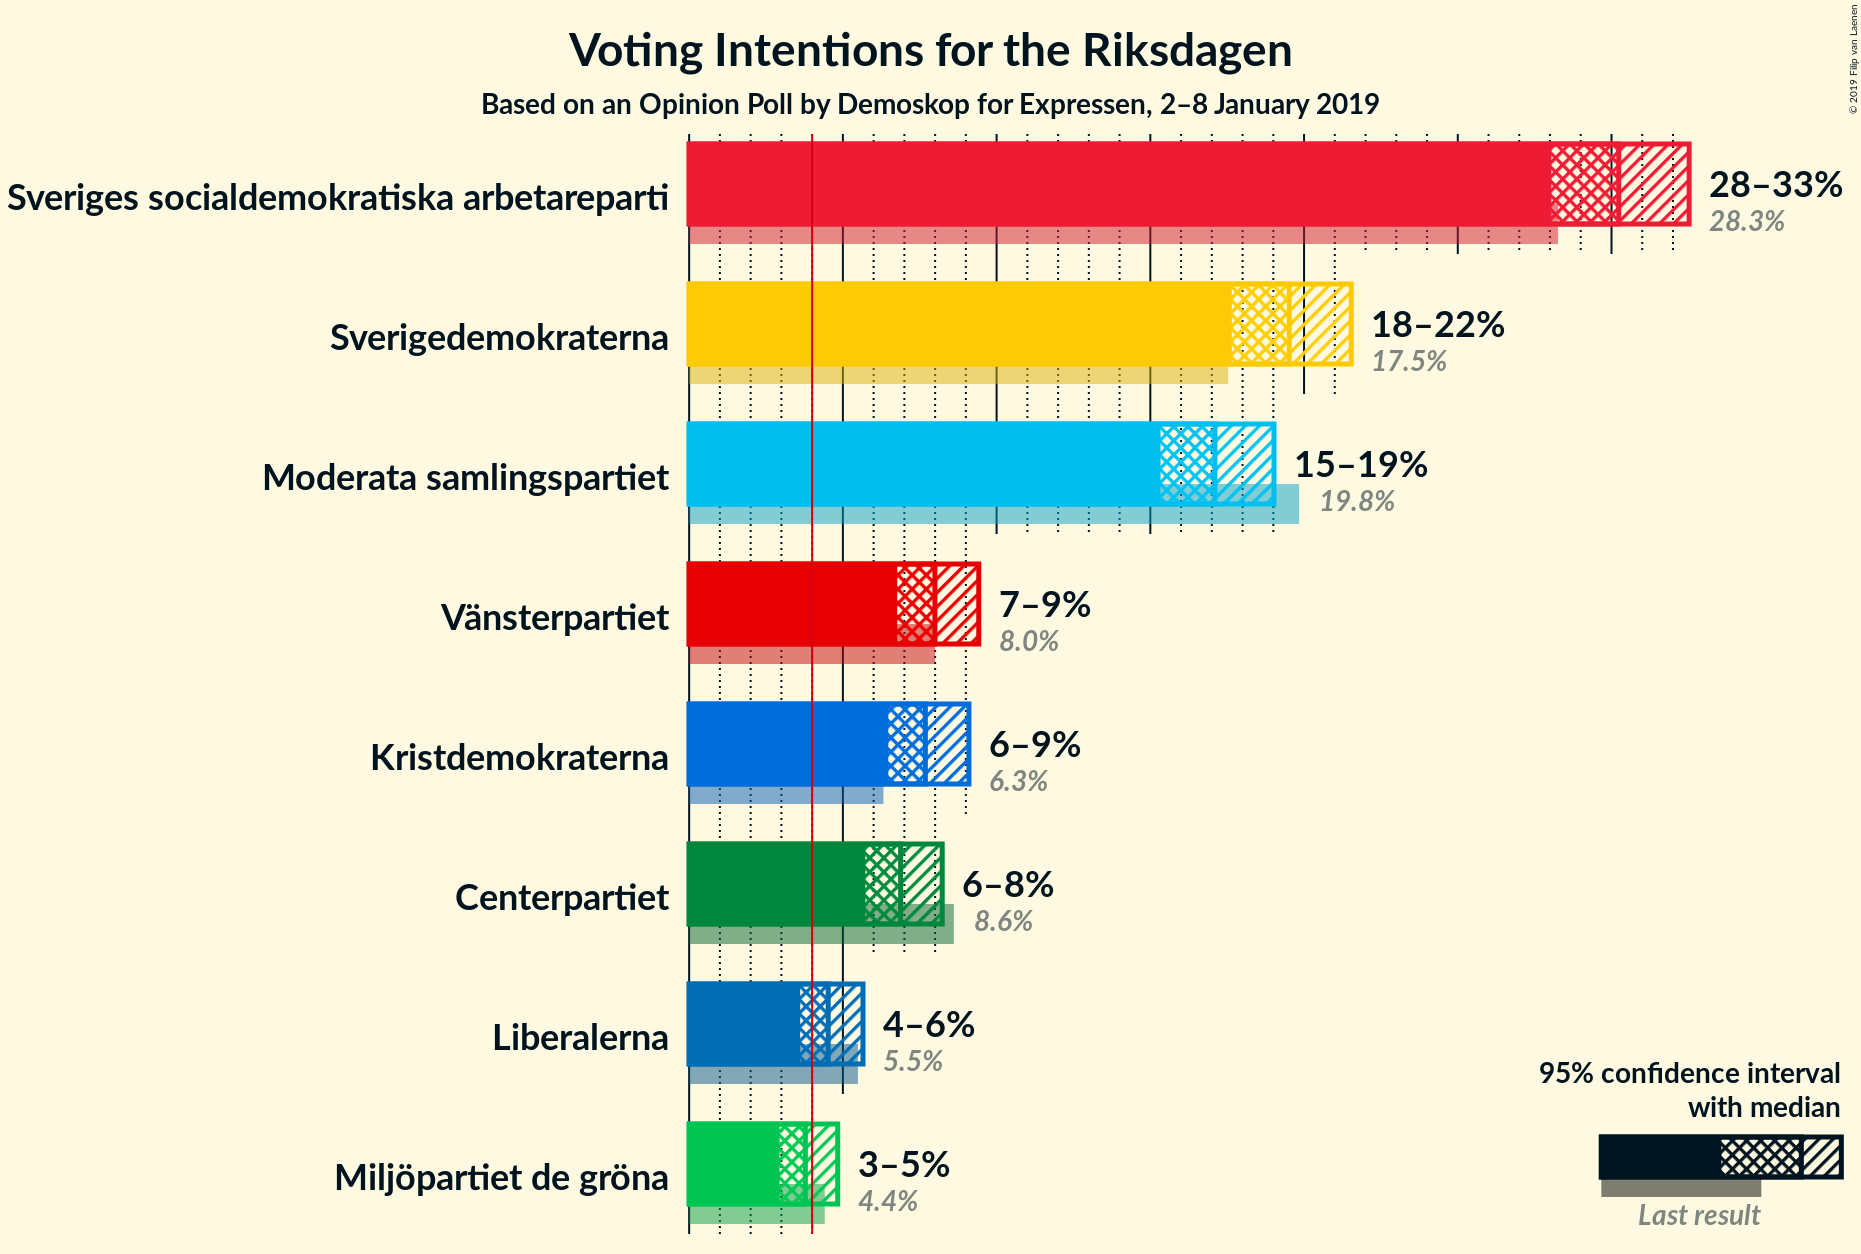 © 2019 Filip van Laenen
Voting Intentions for the Riksdagen
Based on an Opinion Poll by Demoskop for Expressen, 2–8 January 2019
Sveriges socialdemokratiska arbetareparti
28–33%
28.3%
Sverigedemokraterna
18–22%
17.5%
Moderata samlingspartiet
15–19%
19.8%
Vänsterpartiet
7–9%
8.0%
Kristdemokraterna
6–9%
6.3%
Centerpartiet
6–8%
8.6%
Liberalerna
4–6%
5.5%
Miljöpartiet de gröna
3–5%
4.4%
95% confidence interval
with median
Last result